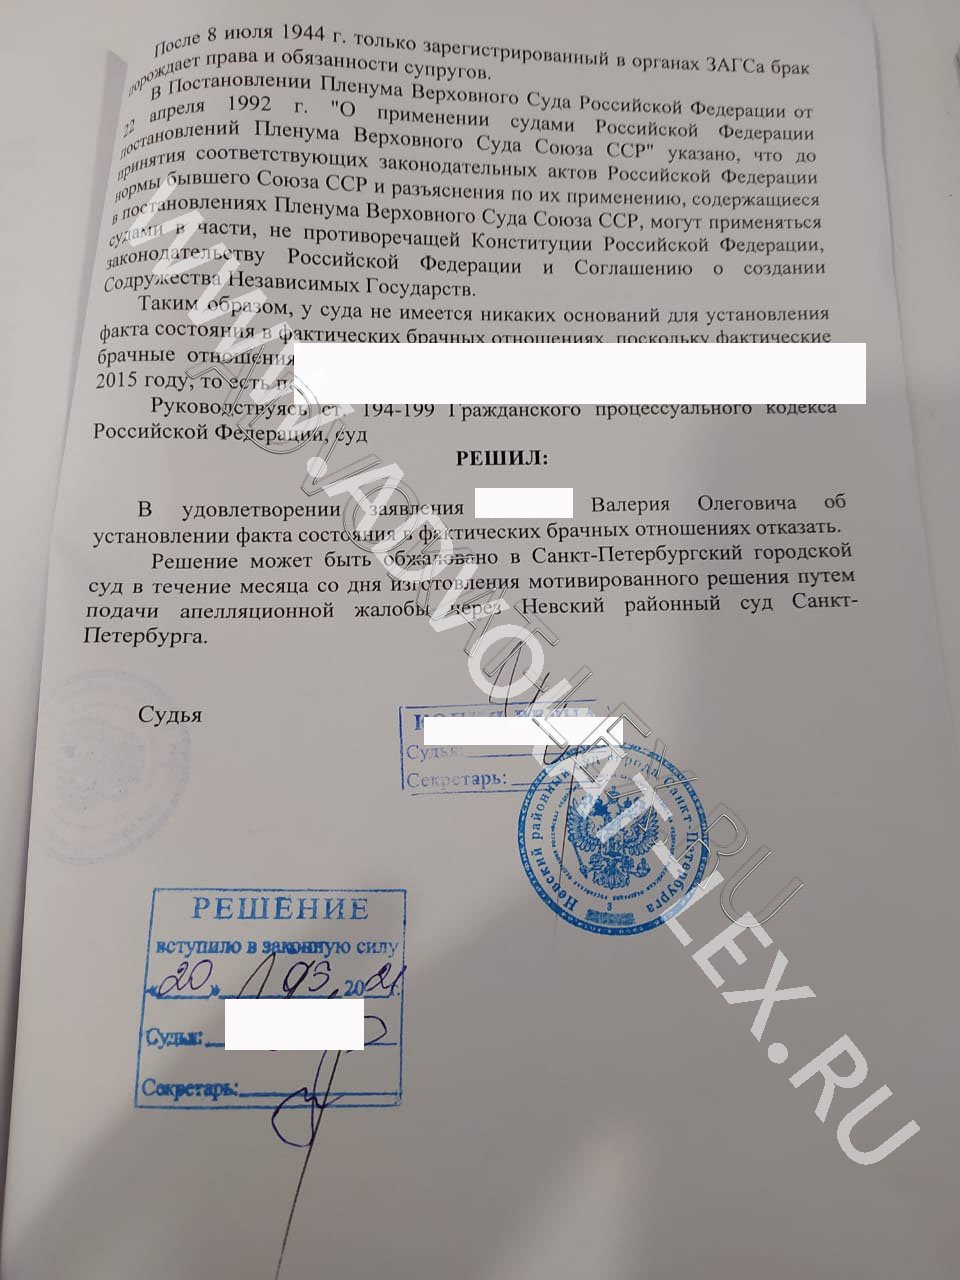 После 8 июля 1944 г. только зарегистрированный в органах ЗАГСа брак
порождает права и обязанности супругов.
В Постановлении Пленума Верховного Суда Российской Федерации от
22 апреля 1992 г. "О применении судами Российской Федерации
постановлений Пленума Верховного Суда Союза ССР" указано, что до
принятия соответствующих законодательных актов Российской Федерации
нормы бывшего Союза ССР и разъяснения по их применению, содержащиеся
в постановлениях Пленума Верховного Суда Союза ССР, могут применяться
судами в части, не противоречащей Конституции Российской Федерации,
законодательству Российской Федерации и Соглашению о создании
Содружества Независимых Государств.
Таким образом, у суда не имеется никаких оснований для установления
факта состояния в фактических брачных отношениях, поскольку фактические
брачные отношения
2015 году, то есть
Руководствуясь ст. 194-199 Гражданского процессуального кодекса
Российской Федерации, суд
РЕШИЛ:
В удовлетворении заявления Валерия Олеговича об
установлении факта состояния в фактических брачных отношениях отказать.
Решение может быть обжаловано в Санкт-Петербургский городской
суд в течение месяца со дня изготовления мотивированного решения путем
подачи апелляционной жалобы через Невский районный суд Санкт-
Петербурга.
Судья
Судья:
Секретарь:
Невский районный суд города Санкт-Петербурга
3
РЕШЕНИЕ
вступило в законную силу
«20» 05 2021 г.
Судья:
Секретарь:
WWW.ADVOKAT-LEX.RU